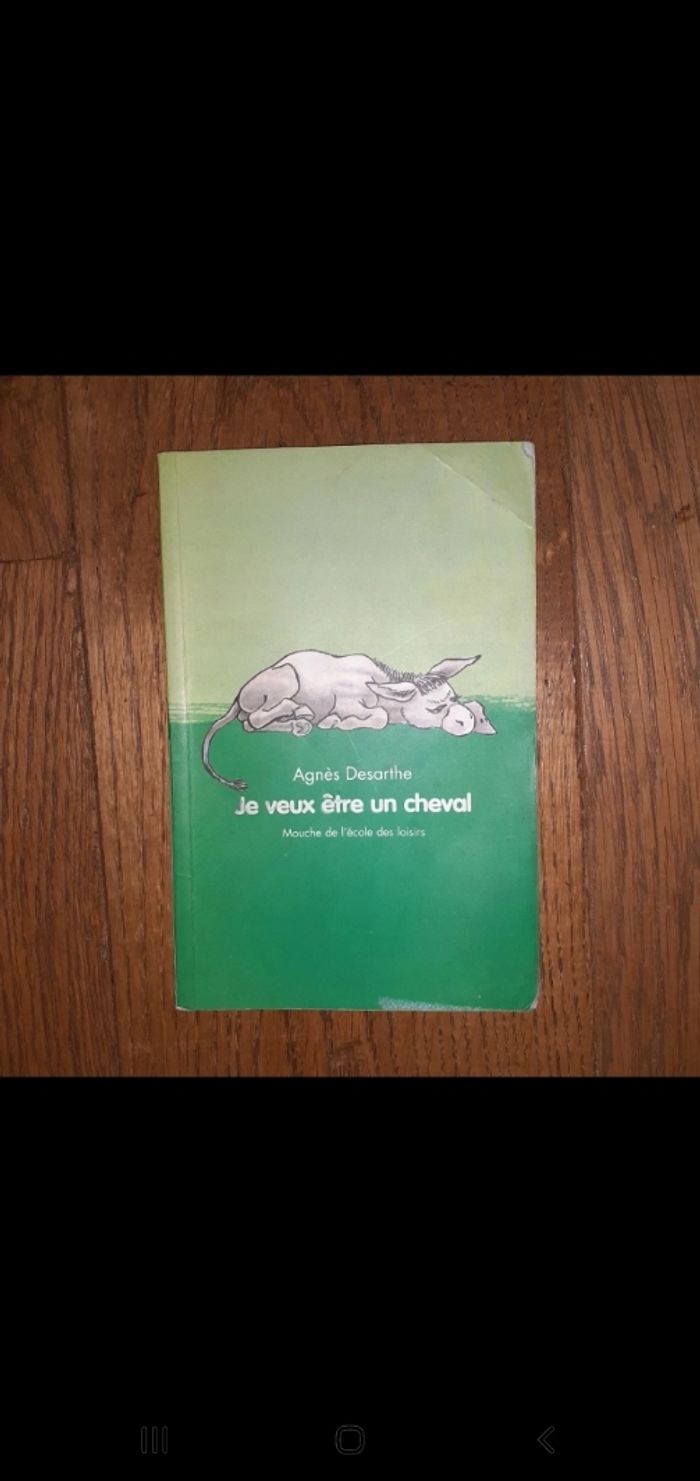 Agnès Desarthe
Je veux être un cheval
Mouche de l'école des loisirs